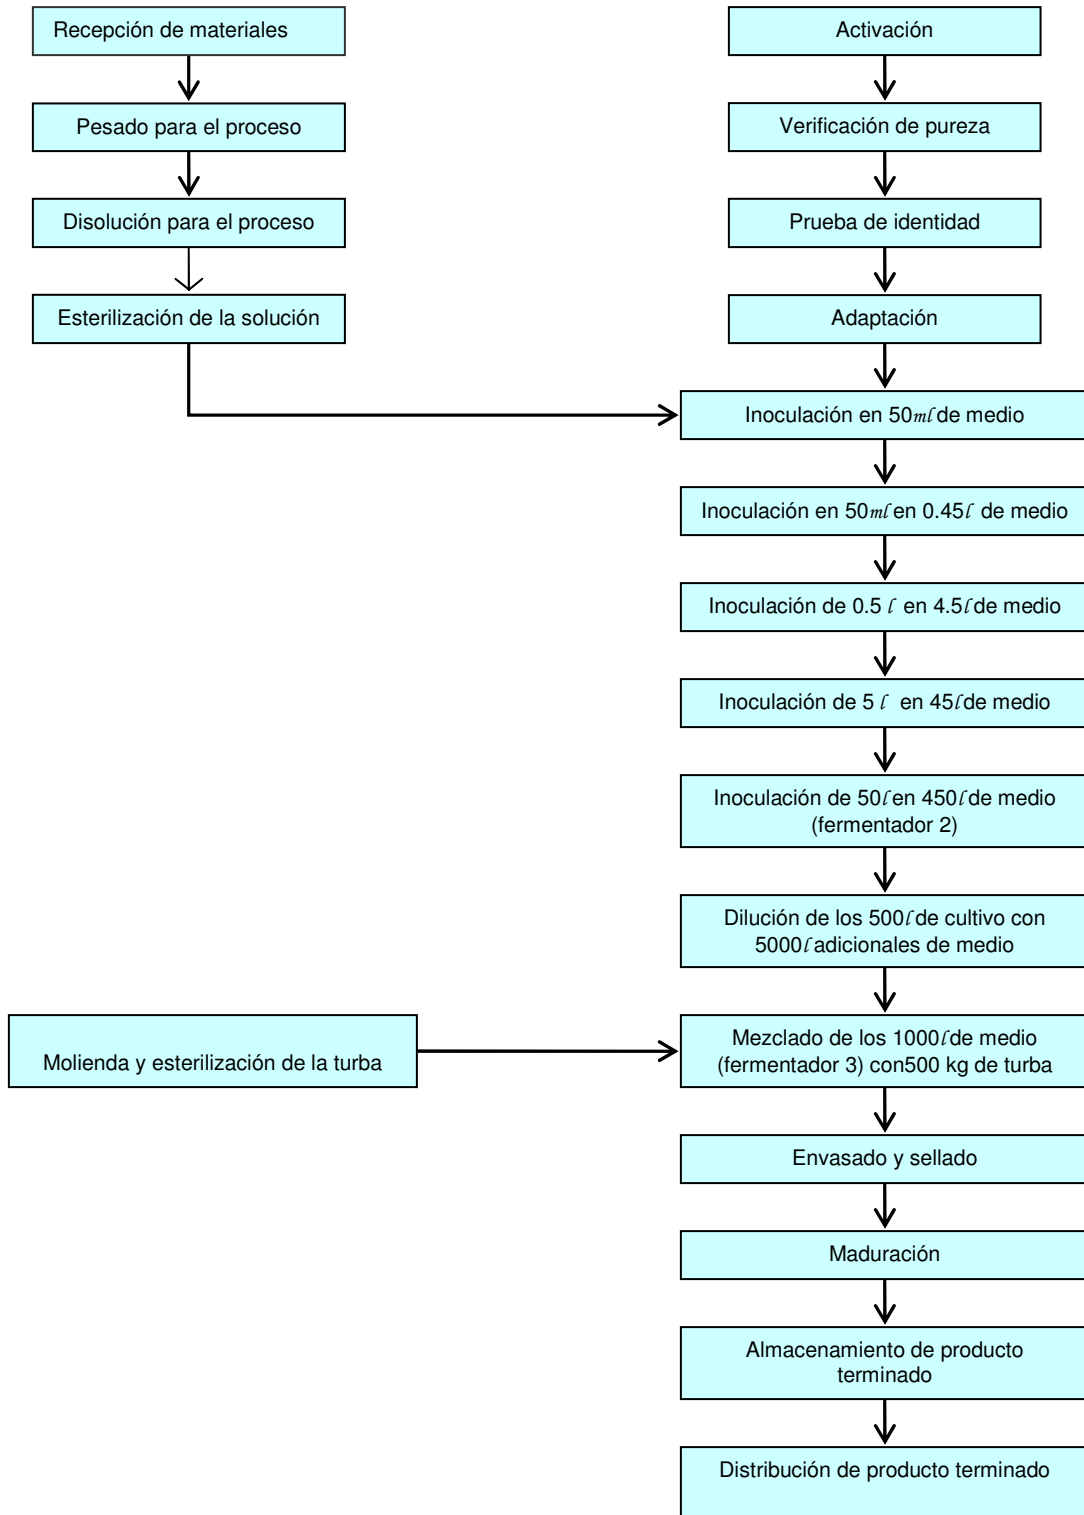 Recepción de materiales
Pesado para el proceso
Disolución para el proceso
Esterilización de la solución
Activación
Verificación de pureza
Prueba de identidad
Adaptación
Inoculación en 50ml de medio
Inoculación en 50ml en 0.45l de medio
Inoculación de 0.5 l en 4.5l de medio
Inoculación de 5 l en 45l de medio
Inoculación de 50l en 450l de medio
(fermentador 2)
Dilución de los 500l de cultivo con
5000l adicionales de medio
Molienda y esterilización de la turba
Mezclado de los 1000l de medio
(fermentador 3) con500 kg de turba
Envasado y sellado
Maduración
Almacenamiento de producto
terminado
Distribución de producto terminado